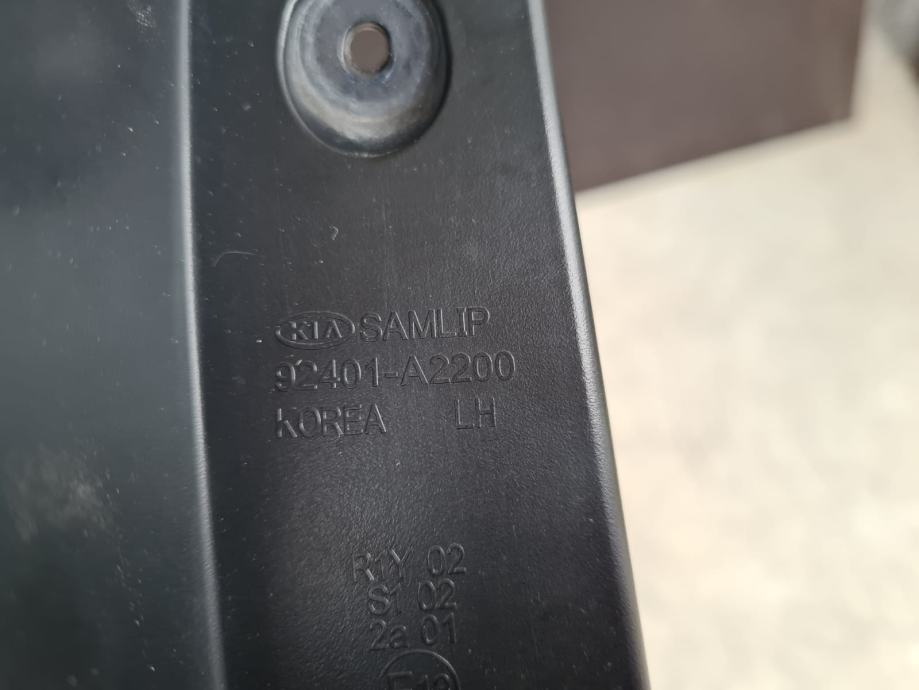 KIA SAMLIP
92401-A2200
KOREA LH
R1Y 02
S1 02
2a 01